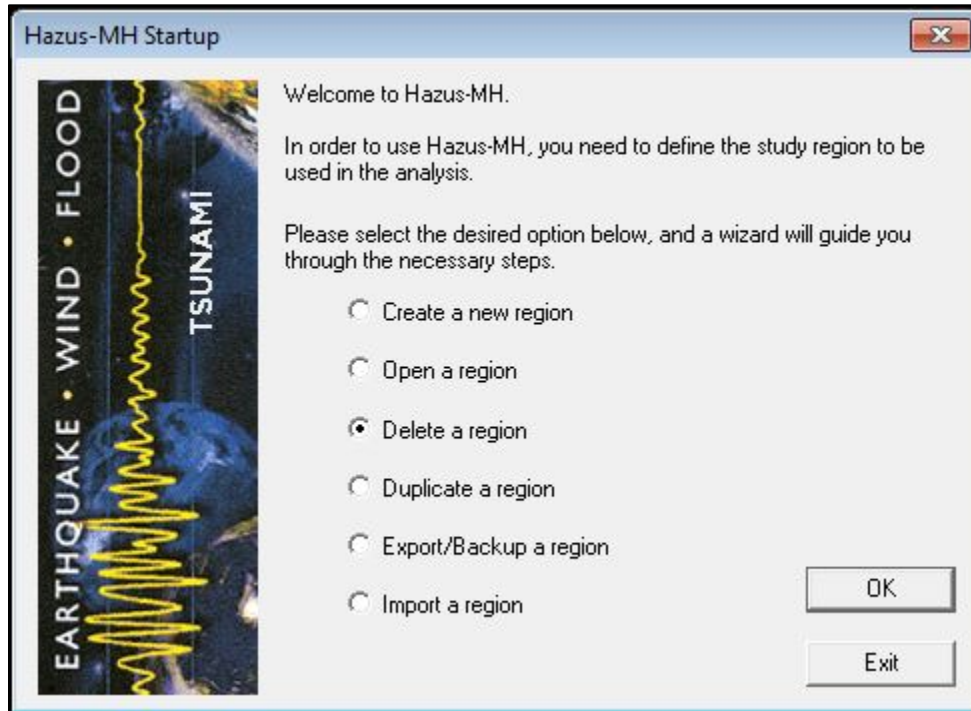 Hazus-MH Startup
EARTHQUAKE • WIND • FLOOD
TSUNAMI
Welcome to Hazus-MH.
In order to use Hazus-MH, you need to define the study region to be
used in the analysis.
Please select the desired option below, and a wizard will guide you
through the necessary steps.
Create a new region
Open a region
Delete a region
Duplicate a region
Export/Backup a region
Import a region
OK
Exit